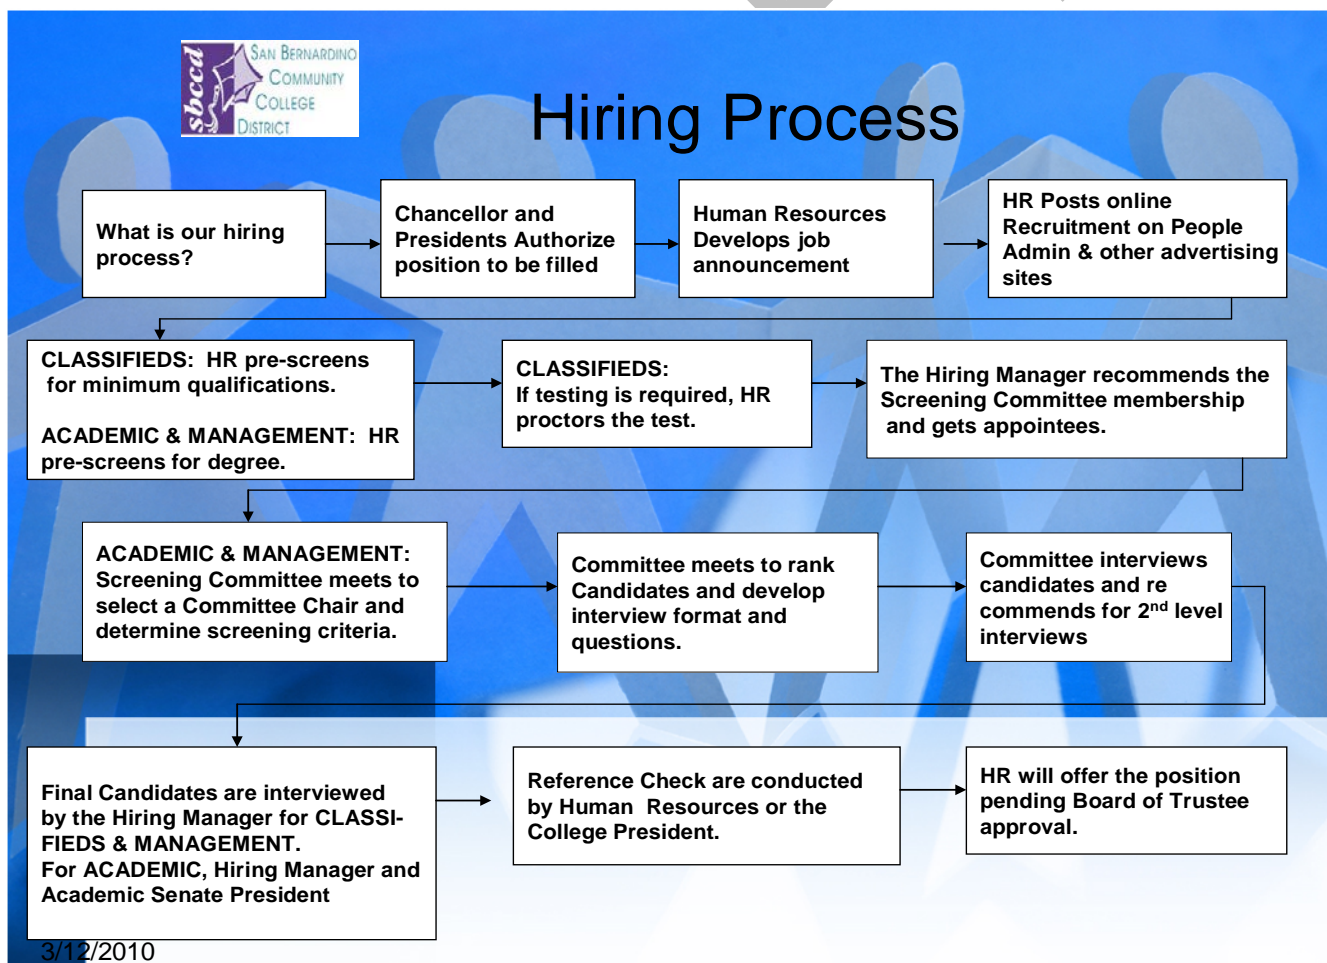 sbccd
SAN BERNARDINO
COMMUNITY
COLLEGE
DISTRICT
Hiring Process
What is our hiring
process?
Chancellor and
Presidents Authorize
position to be filled
Human Resources
Develops job
announcement
HR Posts online
Recruitment on People
Admin & other advertising
sites
CLASSIFIEDS: HR pre-screens
for minimum qualifications.
ACADEMIC & MANAGEMENT: HR
pre-screens for degree.
CLASSIFIEDS:
If testing is required, HR
proctors the test.
The Hiring Manager recommends the
Screening Committee membership
and gets appointees.
ACADEMIC & MANAGEMENT:
Screening Committee meets to
select a Committee Chair and
determine screening criteria.
Committee meets to rank
Candidates and develop
interview format and
questions.
Committee interviews
candidates and re
commends for 2nd level
interviews
Final Candidates are interviewed
by the Hiring Manager for CLASSI-
FIEDS & MANAGEMENT.
For ACADEMIC, Hiring Manager and
Academic Senate President
Reference Check are conducted
by Human Resources or the
College President.
HR will offer the position
pending Board of Trustee
approval.
3/12/2010